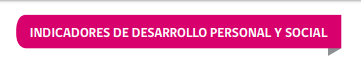 INDICADORES DE DESARROLLO PERSONAL Y SOCIAL